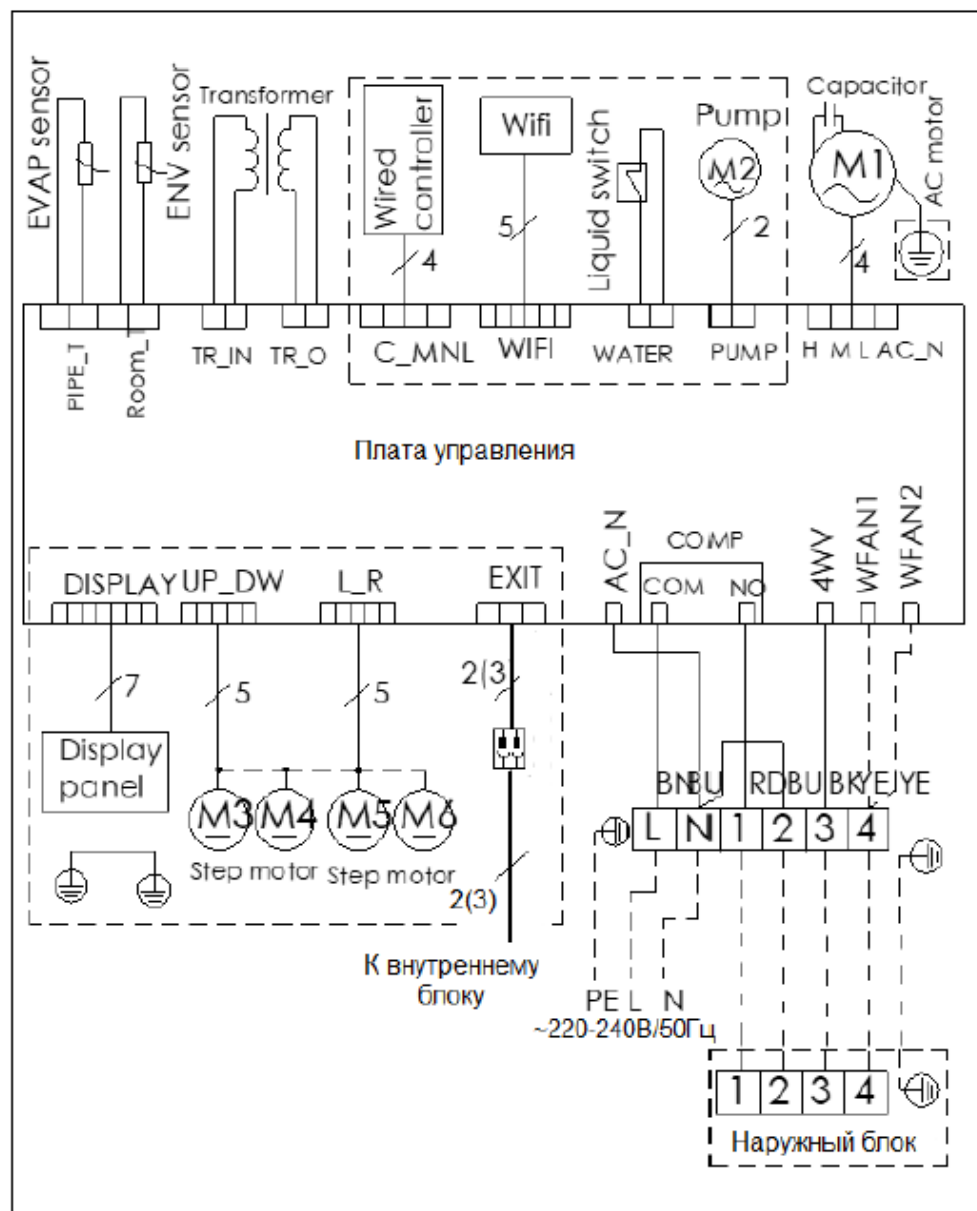 EVAP sensor
ENV sensor
Transformer
Wired
controller
4
Wifi
5
Liquid switch
Pump
M2
2
Capacitor
M1
4
AC motor
PIPE_T
Room_T
TR_IN
TR_O
C_MNL
WIFI
WATER
PUMP
H M L AC_N
Плата управления
DISPLAY
UP_DW
L_R
EXIT
AC_N
COMP
COM
NO
4WV
WFAN1
WFAN2
7
5
5
2(3
Display
panel
M3
M4
M5
M6
Step motor
Step motor
2(3)
К внутреннему
блоку
BN
BU
RD
BU
BK
YE
YE
L N 1 2 3 4
PE L N
~220-240В/50Гц
1 2 3 4
Наружный блок